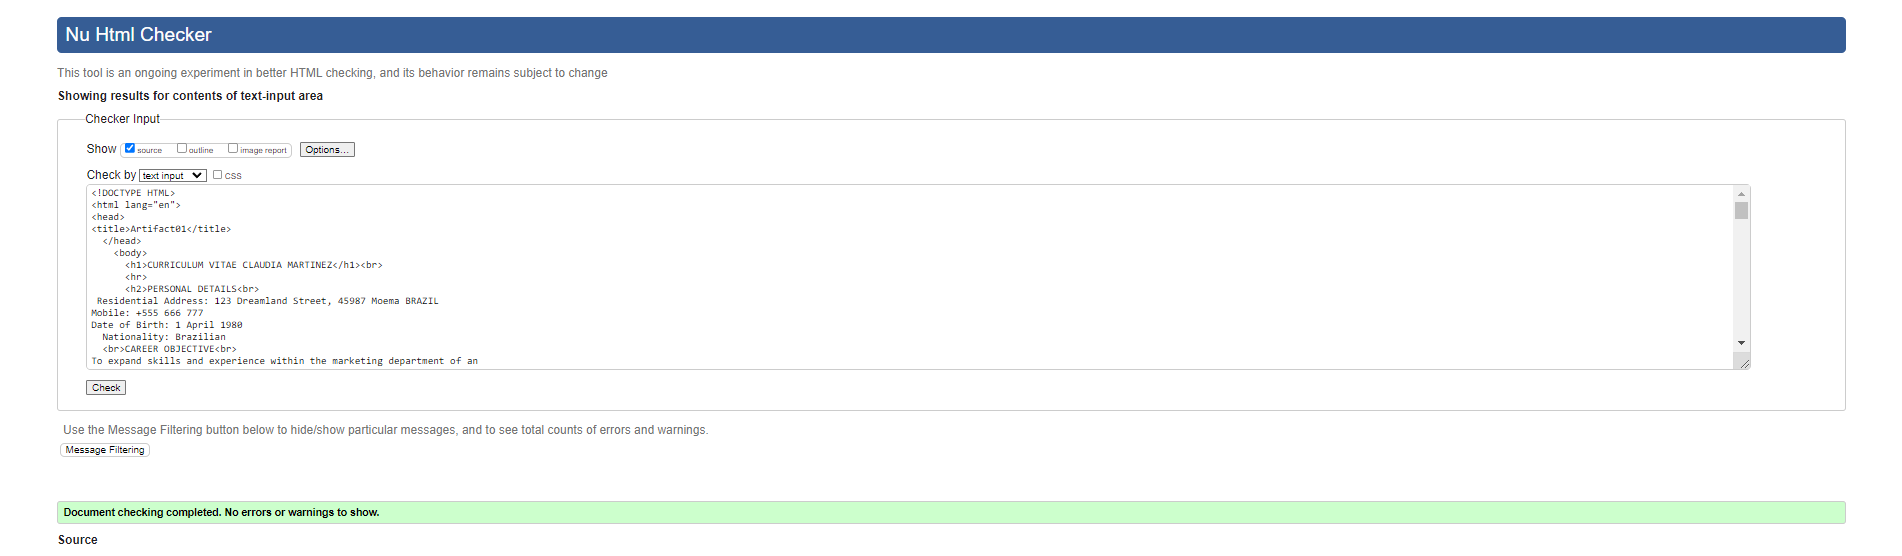 Nu Html Checker
This tool is an ongoing experiment in better HTML checking, and its behavior remains subject to change
Showing results for contents of text-input area
Checker Input
Show source outline image report Options...
Check by text input css
<!DOCTYPE HTML>
<html lang="en">
<head>
<title>Artifact01</title>
</head>
<body>
<h1>CURRICULUM VITAE CLAUDIA MARTINEZ</h1><br>
<hr>
<h2>PERSONAL DETAILS<br>
Residential Address: 123 Dreamland Street, 45987 Moema BRAZIL
Mobile: +555 666 777
Date of Birth: 1 April 1980
Nationality: Brazilian
<br>CAREER OBJECTIVE<br>
To expand skills and experience within the marketing department of an
Check
Use the Message Filtering button below to hide/show particular messages, and to see total counts of errors and warnings.
Message Filtering
Document checking completed. No errors or warnings to show.
Source